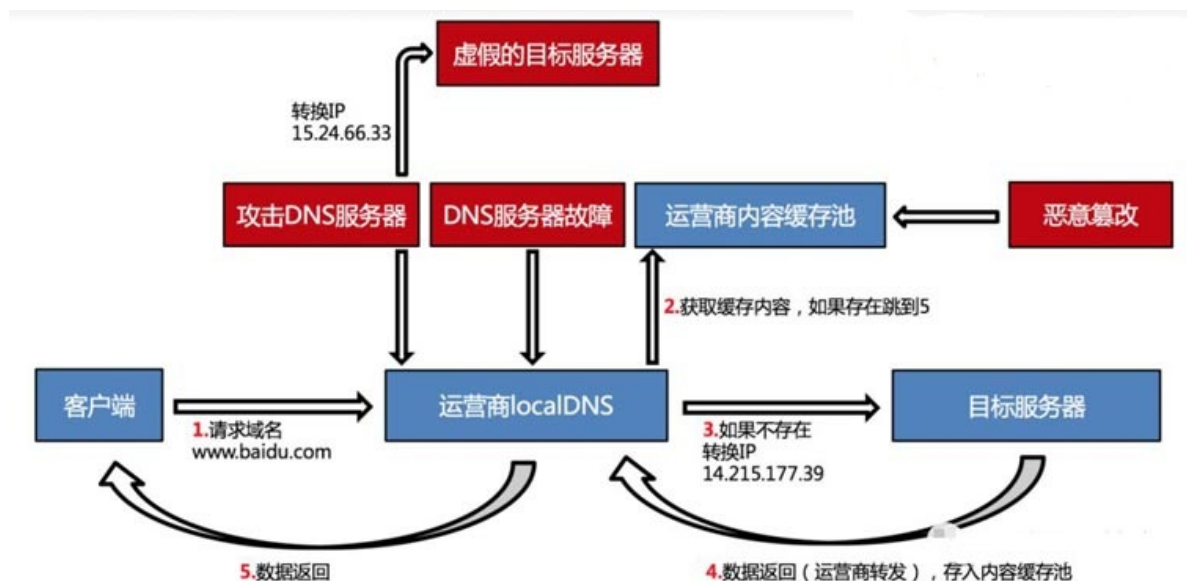 虚假的目标服务器
转换IP
15.24.66.33
攻击DNS服务器
DNS服务器故障
运营商内容缓存池
恶意篡改
2.获取缓存内容，如果存在跳到5
客户端
运营商localDNS
目标服务器
1.请求域名
www.baidu.com
3.如果不存在
转换IP
14.215.177.39
5.数据返回
4.数据返回（运营商转发），存入内容缓存池